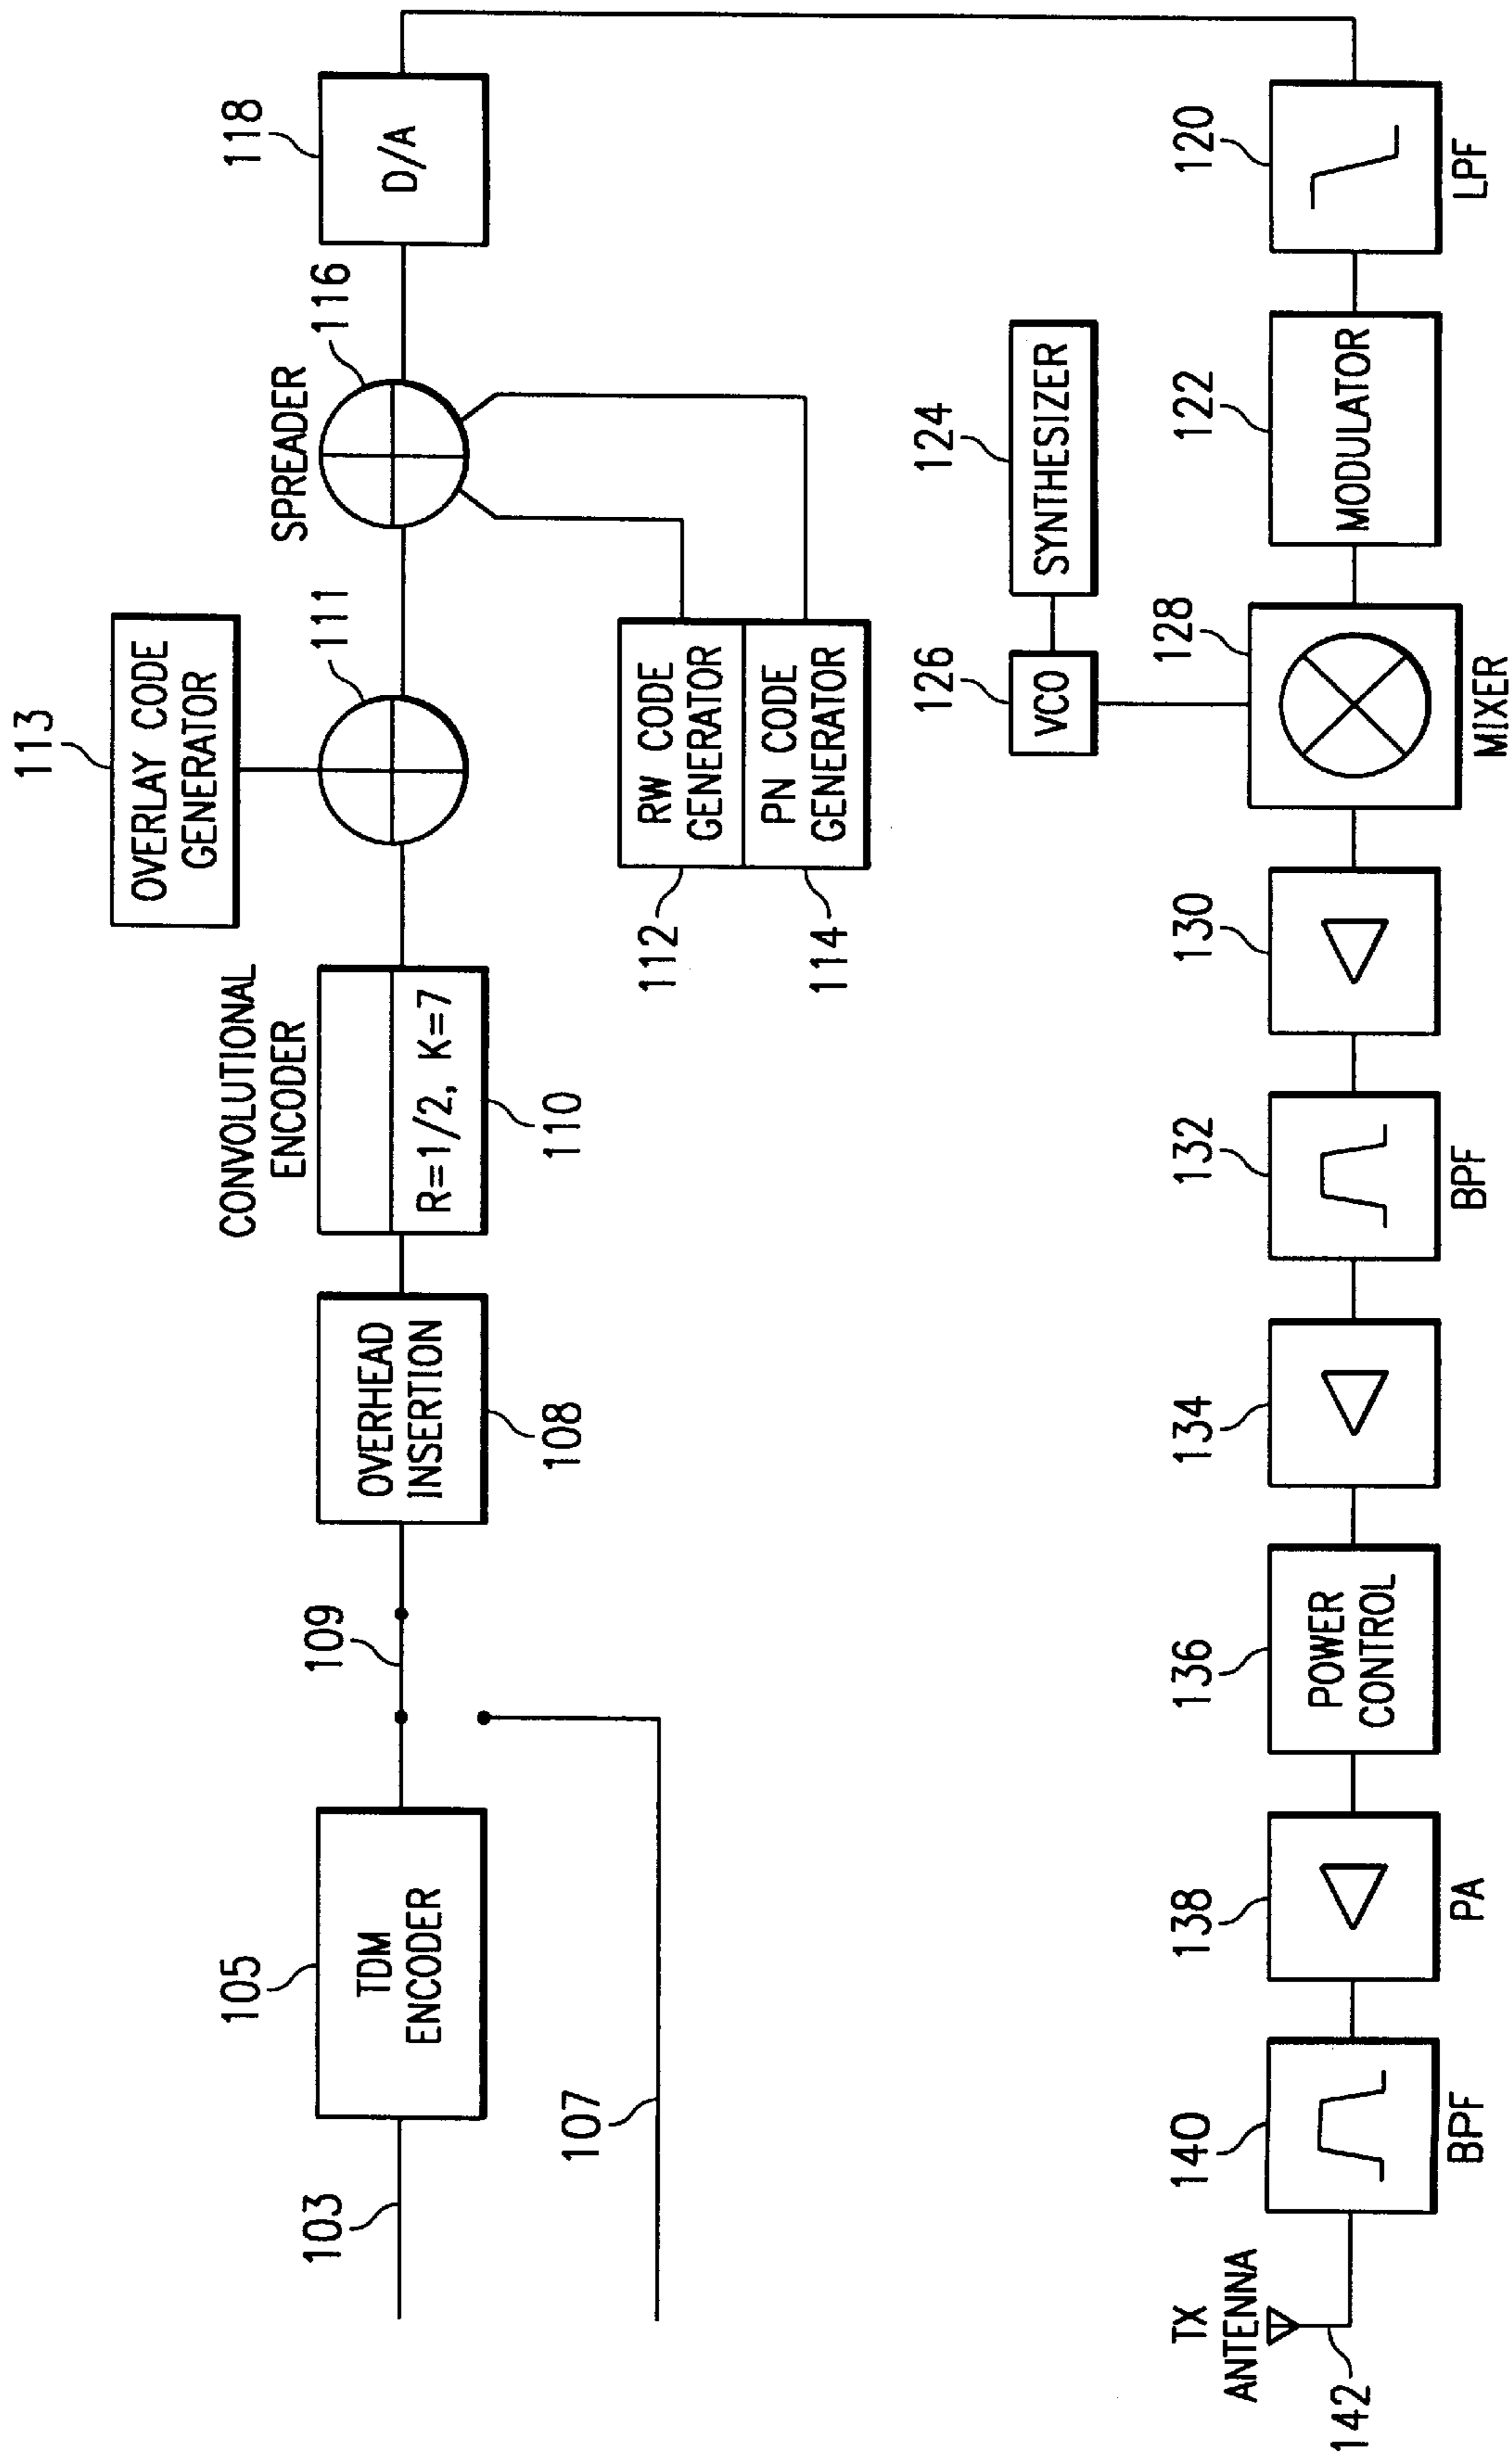 113
OVERLAY CODE
GENERATOR
111
SPREADER
116
118
D/A
CONVOLUTIONAL
ENCODER
R=1/2, K=7
110
OVERHEAD
INSERTION
108
109
105
TDM
ENCODER
103
107
RW CODE
GENERATOR
112
PN CODE
GENERATOR
114
124
SYNTHESIZER
126
VCO
TX
ANTENNA
142
140
BPF
138
PA
136
POWER
CONTROL
134
132
BPF
130
128
MIXER
122
MODULATOR
120
LPF